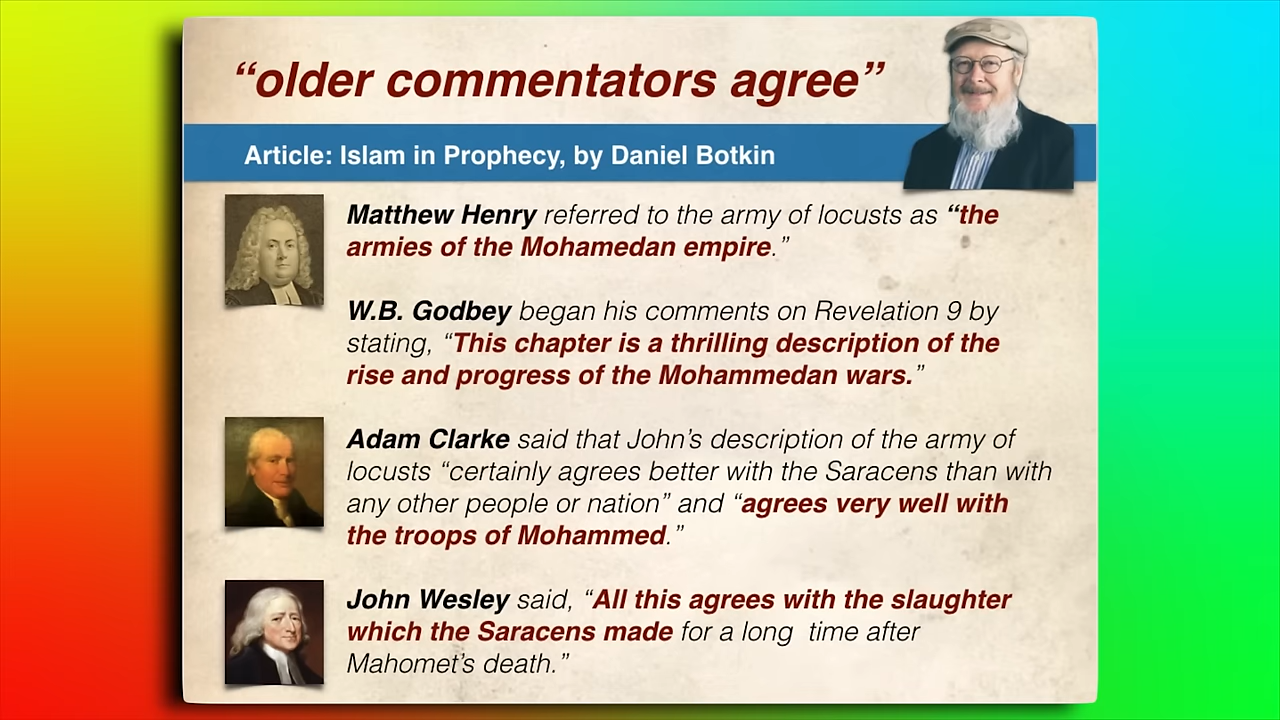 “older commentators agree”
Article: Islam in Prophecy, by Daniel Botkin
Matthew Henry referred to the army of locusts as “the
armies of the Mohamedan empire.”
W.B. Godbey began his comments on Revelation 9 by
stating, “This chapter is a thrilling description of the
rise and progress of the Mohammedan wars.”
Adam Clarke said that John’s description of the army of
locusts “certainly agrees better with the Saracens than with
any other people or nation” and “agrees very well with
the troops of Mohammed.”
John Wesley said, “All this agrees with the slaughter
which the Saracens made for a long time after
Mahomet’s death.”